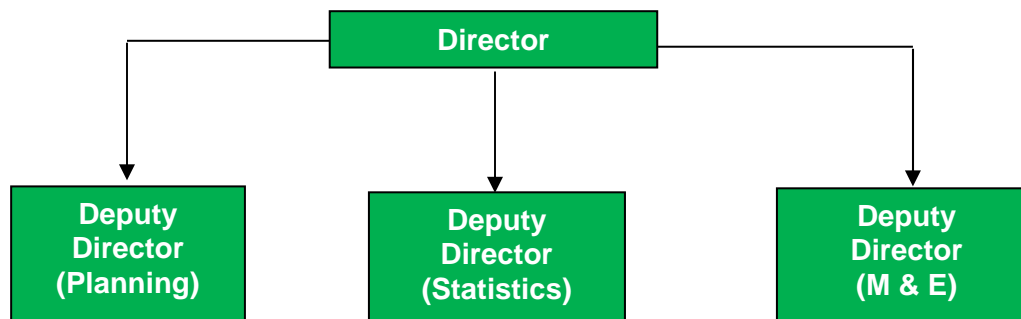 Director
Deputy
Director
(Planning)
Deputy
Director
(Statistics)
Deputy
Director
(M & E)